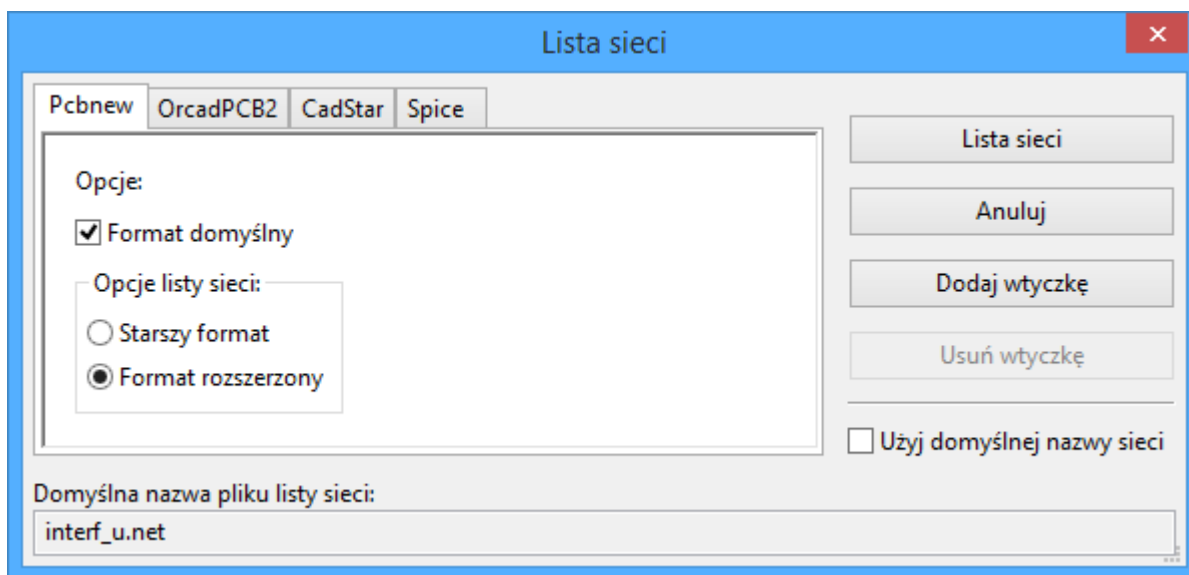 Lista sieci
Pcbnew OrcadPCB2 CadStar Spice
Opcje:
Format domyślny
Opcje listy sieci:
Starszy format
Format rozszerzony
Lista sieci
Anuluj
Dodaj wtyczkę
Usuń wtyczkę
Użyj domyślnej nazwy sieci
Domyślna nazwa pliku listy sieci:
interf_u.net